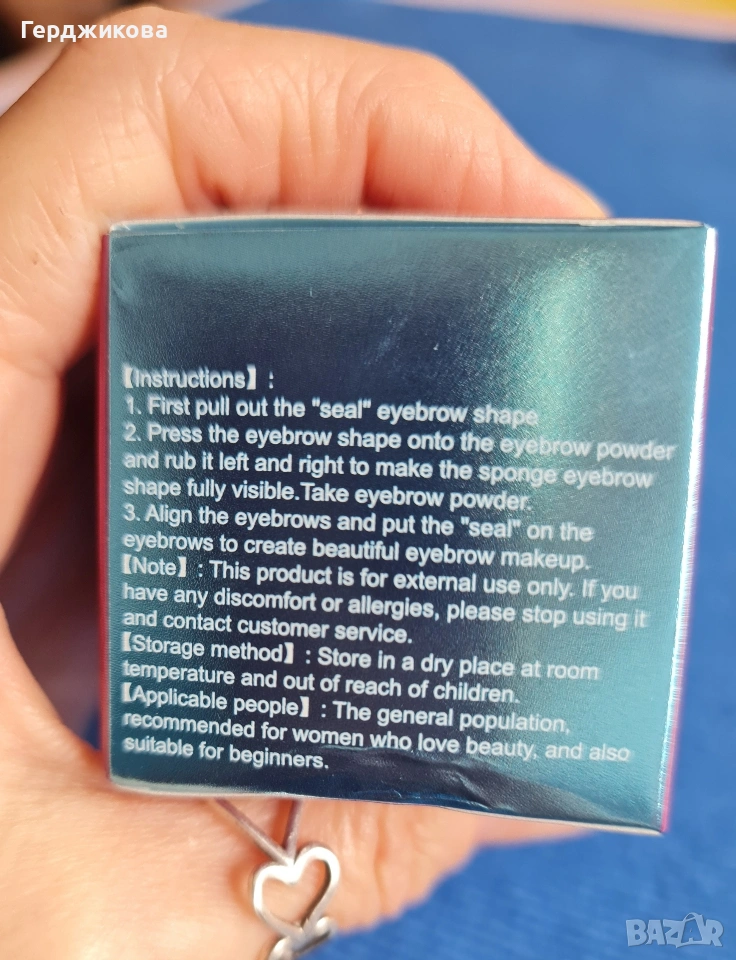 Герджикова
【Instructions】:
1. First pull out the "seal" eyebrow shape
2. Press the eyebrow shape onto the eyebrow powder
and rub it left and right to make the sponge eyebrow
shape fully visible.Take eyebrow powder.
3. Align the eyebrows and put the "seal" on the
eyebrows to create beautiful eyebrow makeup.
【Note】: This product is for external use only. If you
have any discomfort or allergies, please stop using it
and contact customer service.
【Storage method】: Store in a dry place at room
temperature and out of reach of children.
【Applicable people】: The general population,
recommended for women who love beauty, and also
suitable for beginners.
BAZAR